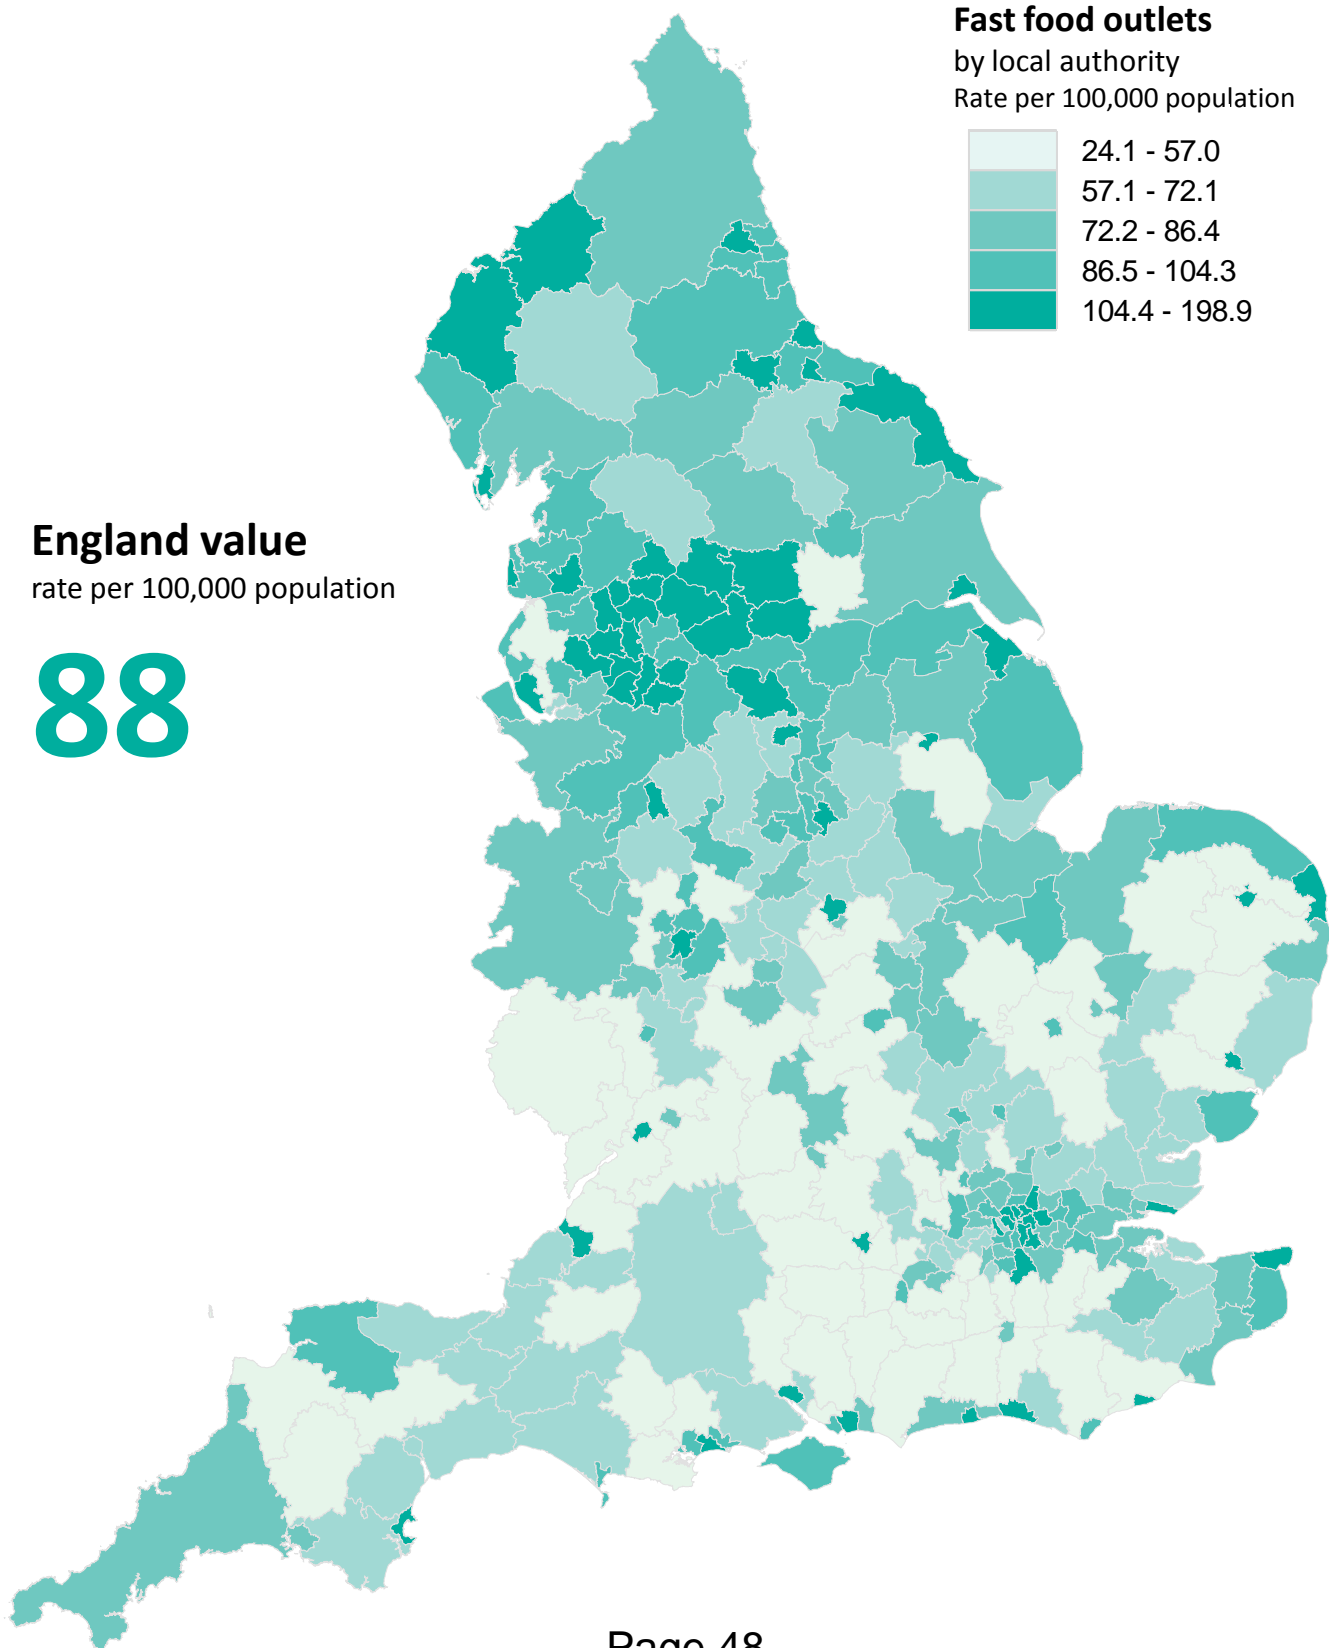 Fast food outlets
by local authority
Rate per 100,000 population
24.1 - 57.0
57.1 - 72.1
72.2 - 86.4
86.5 - 104.3
104.4 - 198.9
England value
rate per 100,000 population
88
Page 48